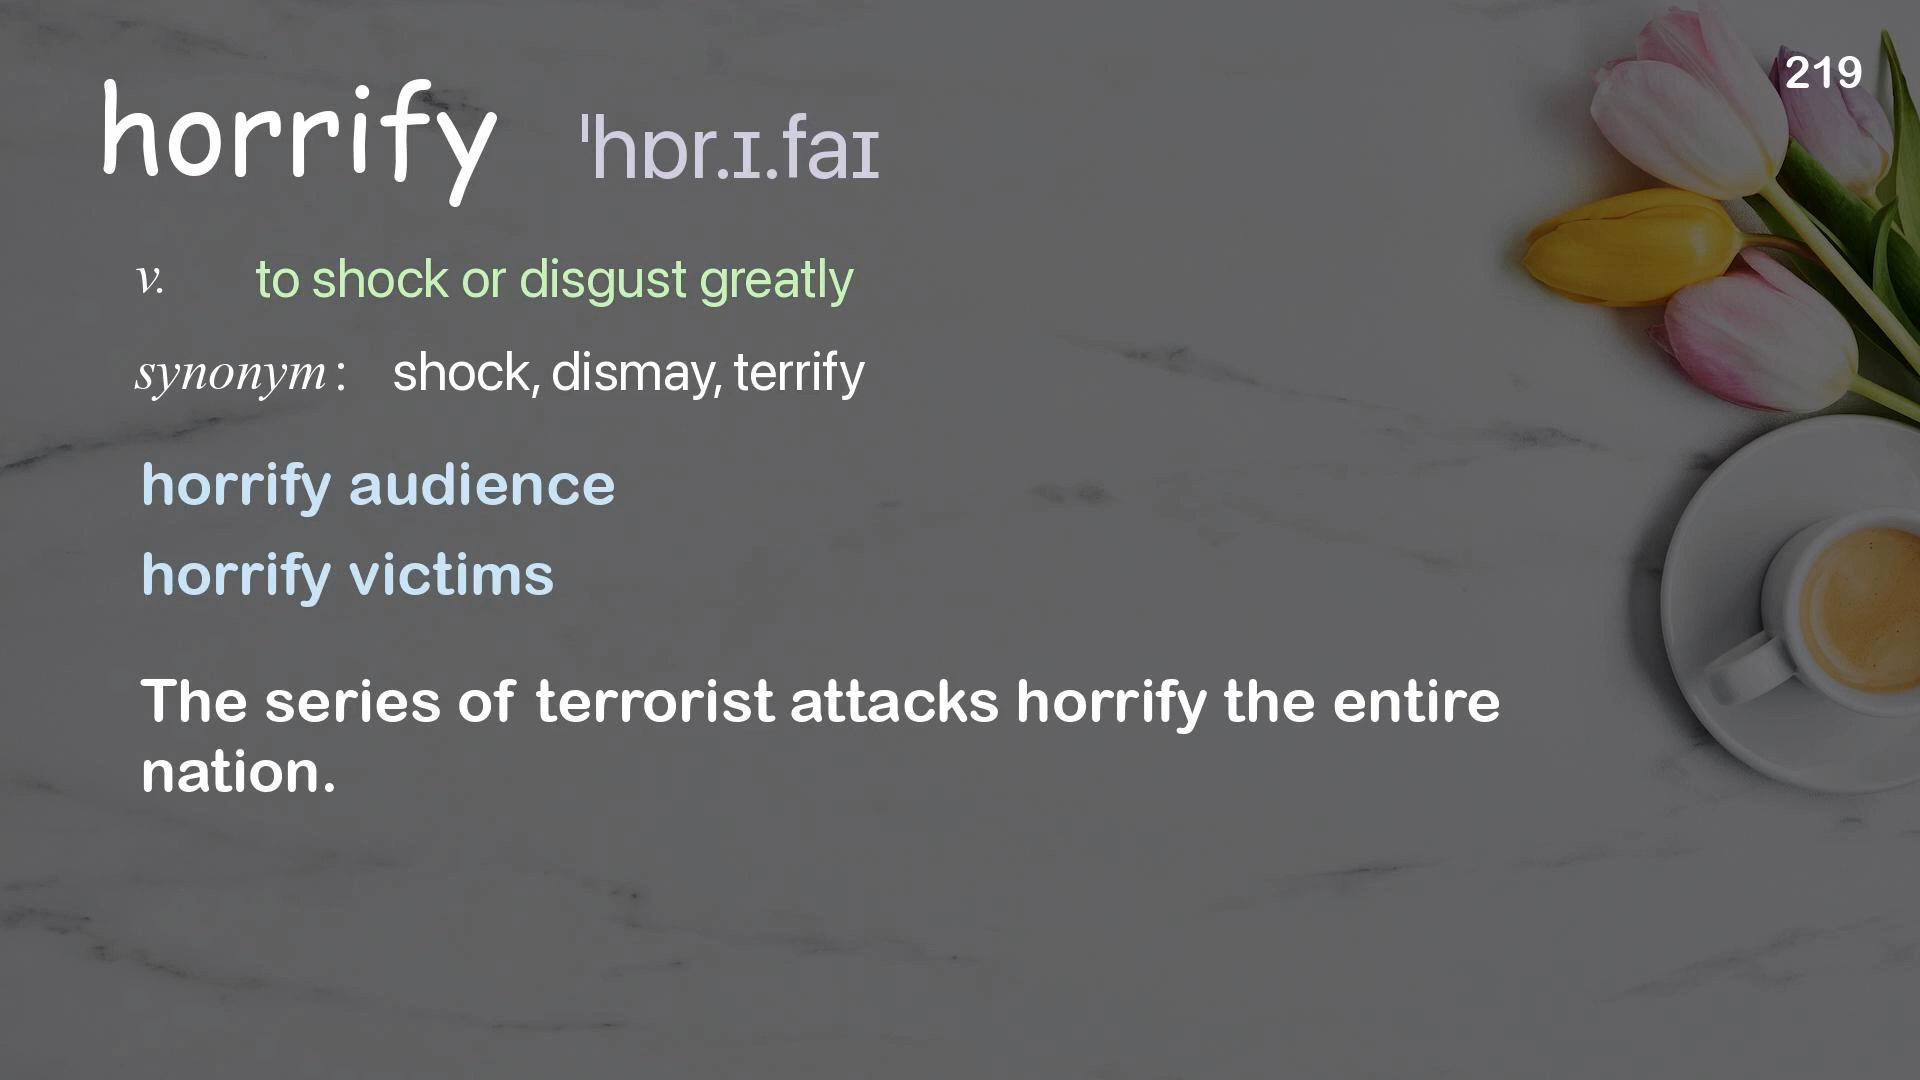 219
horrify ˈhɒr.ɪ.faɪ
v. to shock or disgust greatly
synonym : shock, dismay, terrify
horrify audience
horrify victims
The series of terrorist attacks horrify the entire
nation.